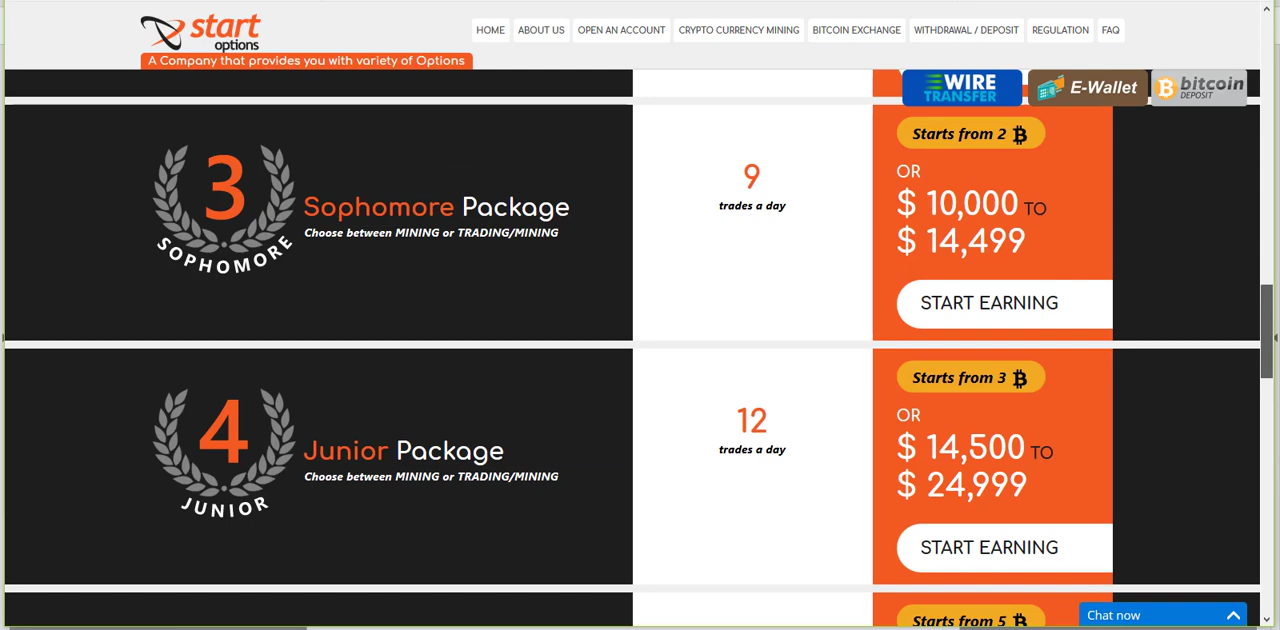 start
options
A Company that provides you with variety of Options
HOME
ABOUT US
OPEN AN ACCOUNT
CRYPTO CURRENCY MINING
BITCOIN EXCHANGE
WITHDRAWAL / DEPOSIT
REGULATION
FAQ
WIRE
TRANSFER
E-Wallet
bitcoin
DEPOSIT
3
SOPHOMORE
Sophomore Package
Choose between MINING or TRADING/MINING
9
trades a day
Starts from 2
OR
$ 10,000 TO
$ 14,499
START EARNING
4
JUNIOR
Junior Package
Choose between MINING or TRADING/MINING
12
trades a day
Starts from 3
OR
$ 14,500 TO
$ 24,999
START EARNING
Starts from 5
Chat now